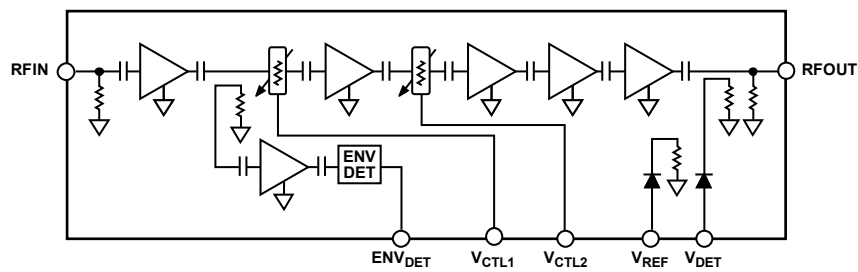 RFIN
RFOUT
ENV
DET
ENVDET
VCTL1
VCTL2
VREF
VDET